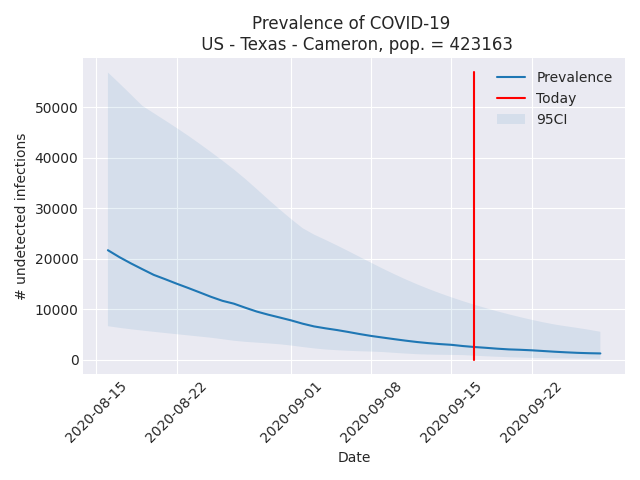 Prevalence of COVID-19
US - Texas - Cameron, pop. = 423163
Prevalence
Today
95CI
# undetected infections
50000
40000
30000
20000
10000
0
2020-08-15
2020-08-22
2020-09-01
2020-09-08
2020-09-15
2020-09-22
Date